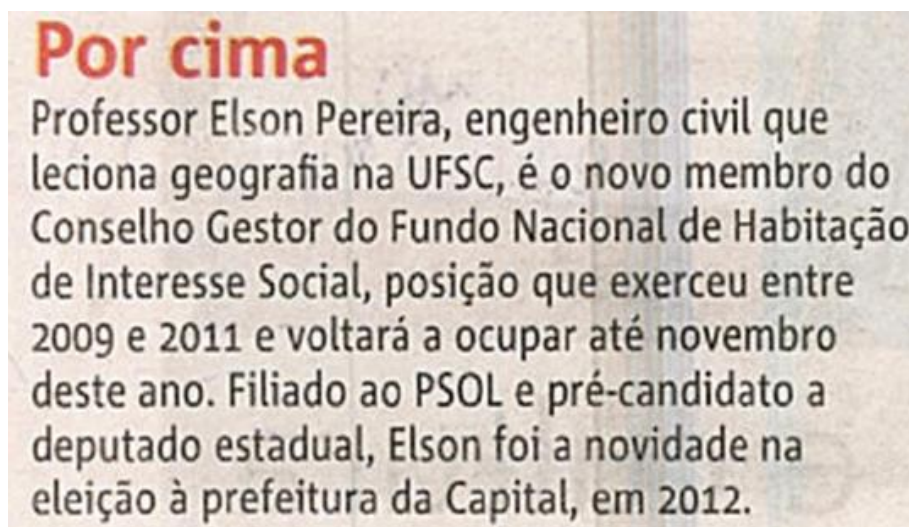 Por cima
Professor Elson Pereira, engenheiro civil que
leciona geografia na UFSC, é o novo membro do
Conselho Gestor do Fundo Nacional de Habitação
de Interesse Social, posição que exerceu entre
2009 e 2011 e voltará a ocupar até novembro
deste ano. Filiado ao PSOL e pré-candidato a
deputado estadual, Elson foi a novidade na
eleição à prefeitura da Capital, em 2012.